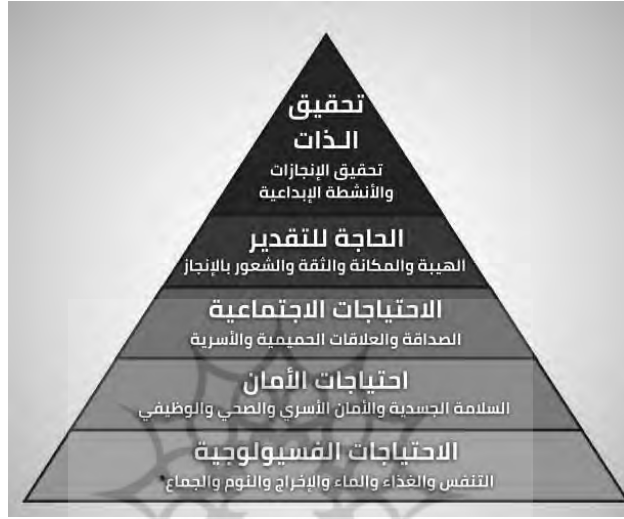 تحقيق
الـذات
تحقيق الإنجازات
والأنشطة الإبداعية
الحاجة للتقدير
الهيبة والمكانة والثقة والشعور بالإنجاز
الاحتياجات الاجتماعية
الصداقة والعلاقات الحميمية والأسرية
احتياجات الأمان
السلامة الجسدية والأمان الأسري والصحي والوظيفي
الاحتياجات الفسيولوجية
التنفس والغذاء والماء والإخراج والنوم والجماع*